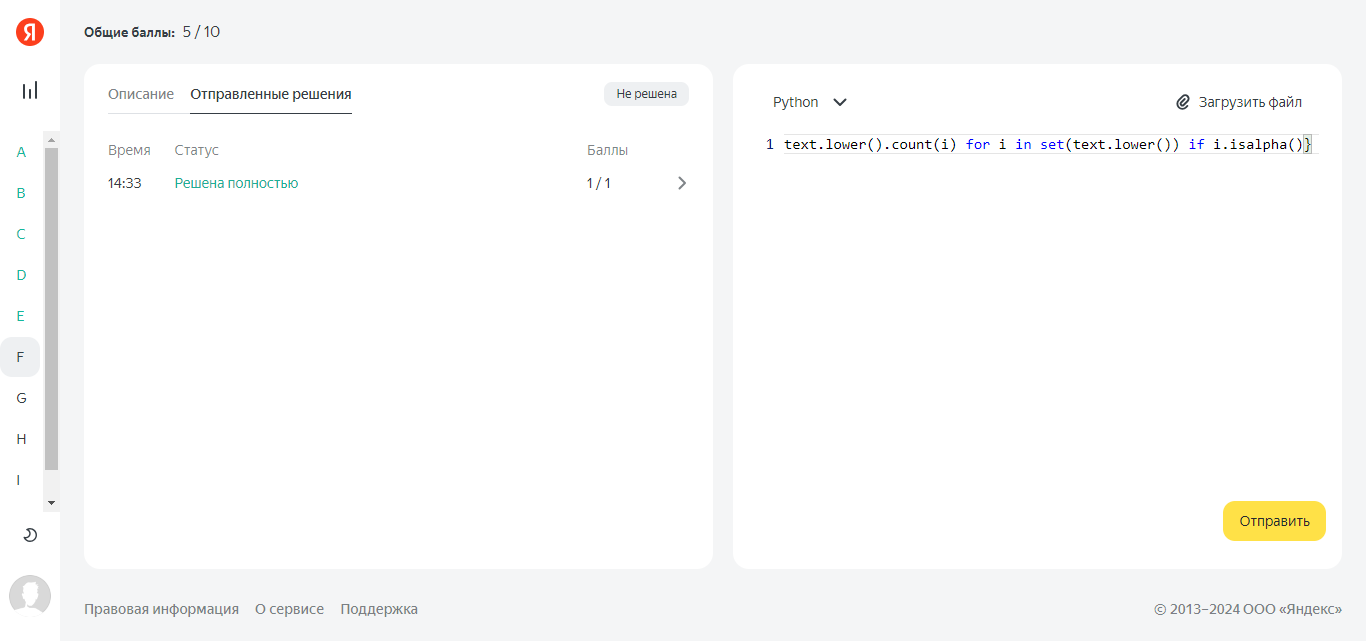 Я
Общие баллы: 5 / 10
A
B
C
D
E
F
G
H
I
Описание Отправленные решения Не решена
Время Статус Баллы
14:33 Решена полностью 1 / 1
Python Загрузить файл
1 text.lower().count(i) for i in set(text.lower()) if i.isalpha()}
Отправить
Правовая информация О сервисе Поддержка © 2013–2024 ООО «Яндекс»